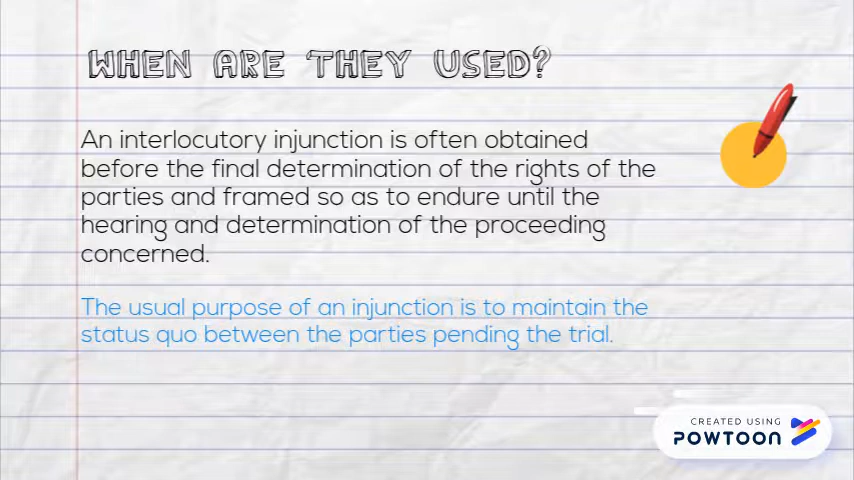 WHEN ARE THEY USED?
An interlocutory injunction is often obtained
before the final determination of the rights of the
parties and framed so as to endure until the
hearing and determination of the proceeding
concerned.
The usual purpose of an injunction is to maintain the
status quo between the parties pending the trial.
CREATED USING
POWTOON